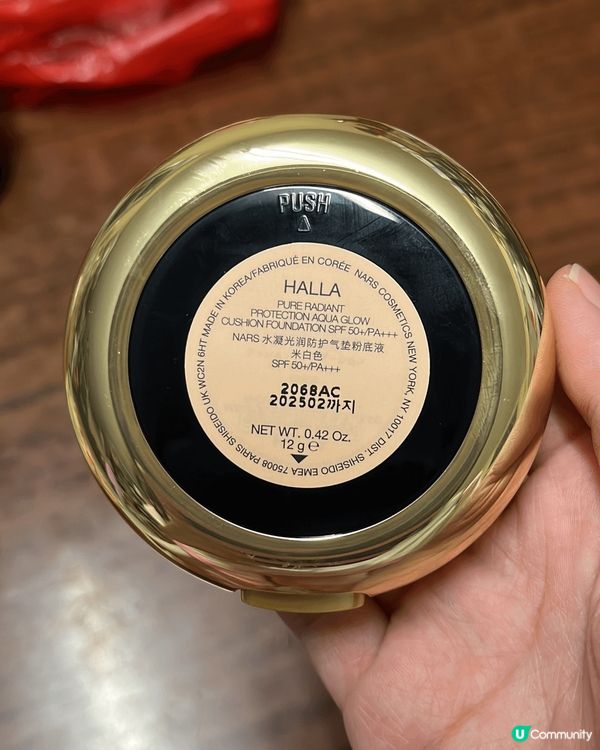 PUSH
MADE IN KOREA/FABRIQUÉ EN CORÉE NARS COSMETICS NEW YORK, NY 10017 DIST. SHISEIDO EMEA 75008 PARIS SHISEIDO UK WC2N 6HT
HALLA
PURE RADIANT
PROTECTION AQUA GLOW
CUSHION FOUNDATION SPF 50+/PA+++
NARS 水凝光润防护气垫粉底液
米白色
SPF 50+/PA+++
2068AC
202502까지
NET WT. 0.42 Oz.
12 g ℮
U Community